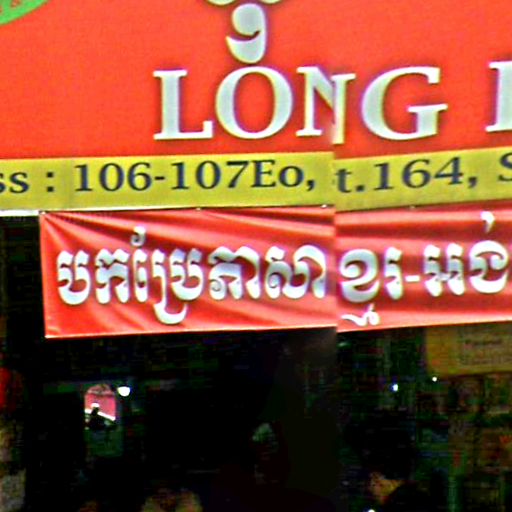 LONG
ss : 106-107Eo, t.164, S
បកប្រែភាសា ខ្មែរ-អង់